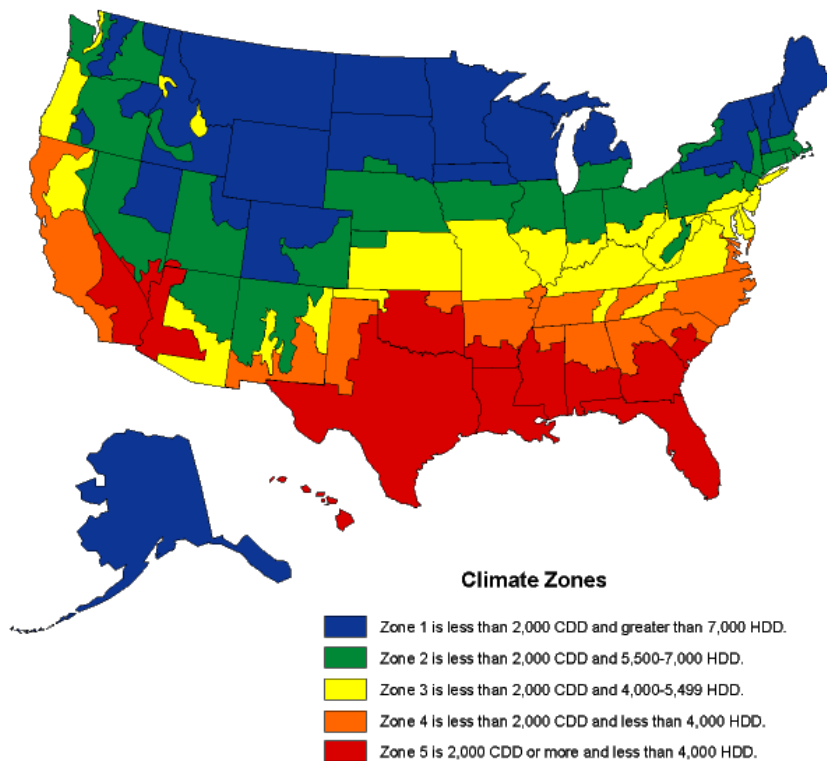 Climate Zones
Zone 1 is less than 2,000 CDD and greater than 7,000 HDD.
Zone 2 is less than 2,000 CDD and 5,500-7,000 HDD.
Zone 3 is less than 2,000 CDD and 4,000-5,499 HDD.
Zone 4 is less than 2,000 CDD and less than 4,000 HDD.
Zone 5 is 2,000 CDD or more and less than 4,000 HDD.